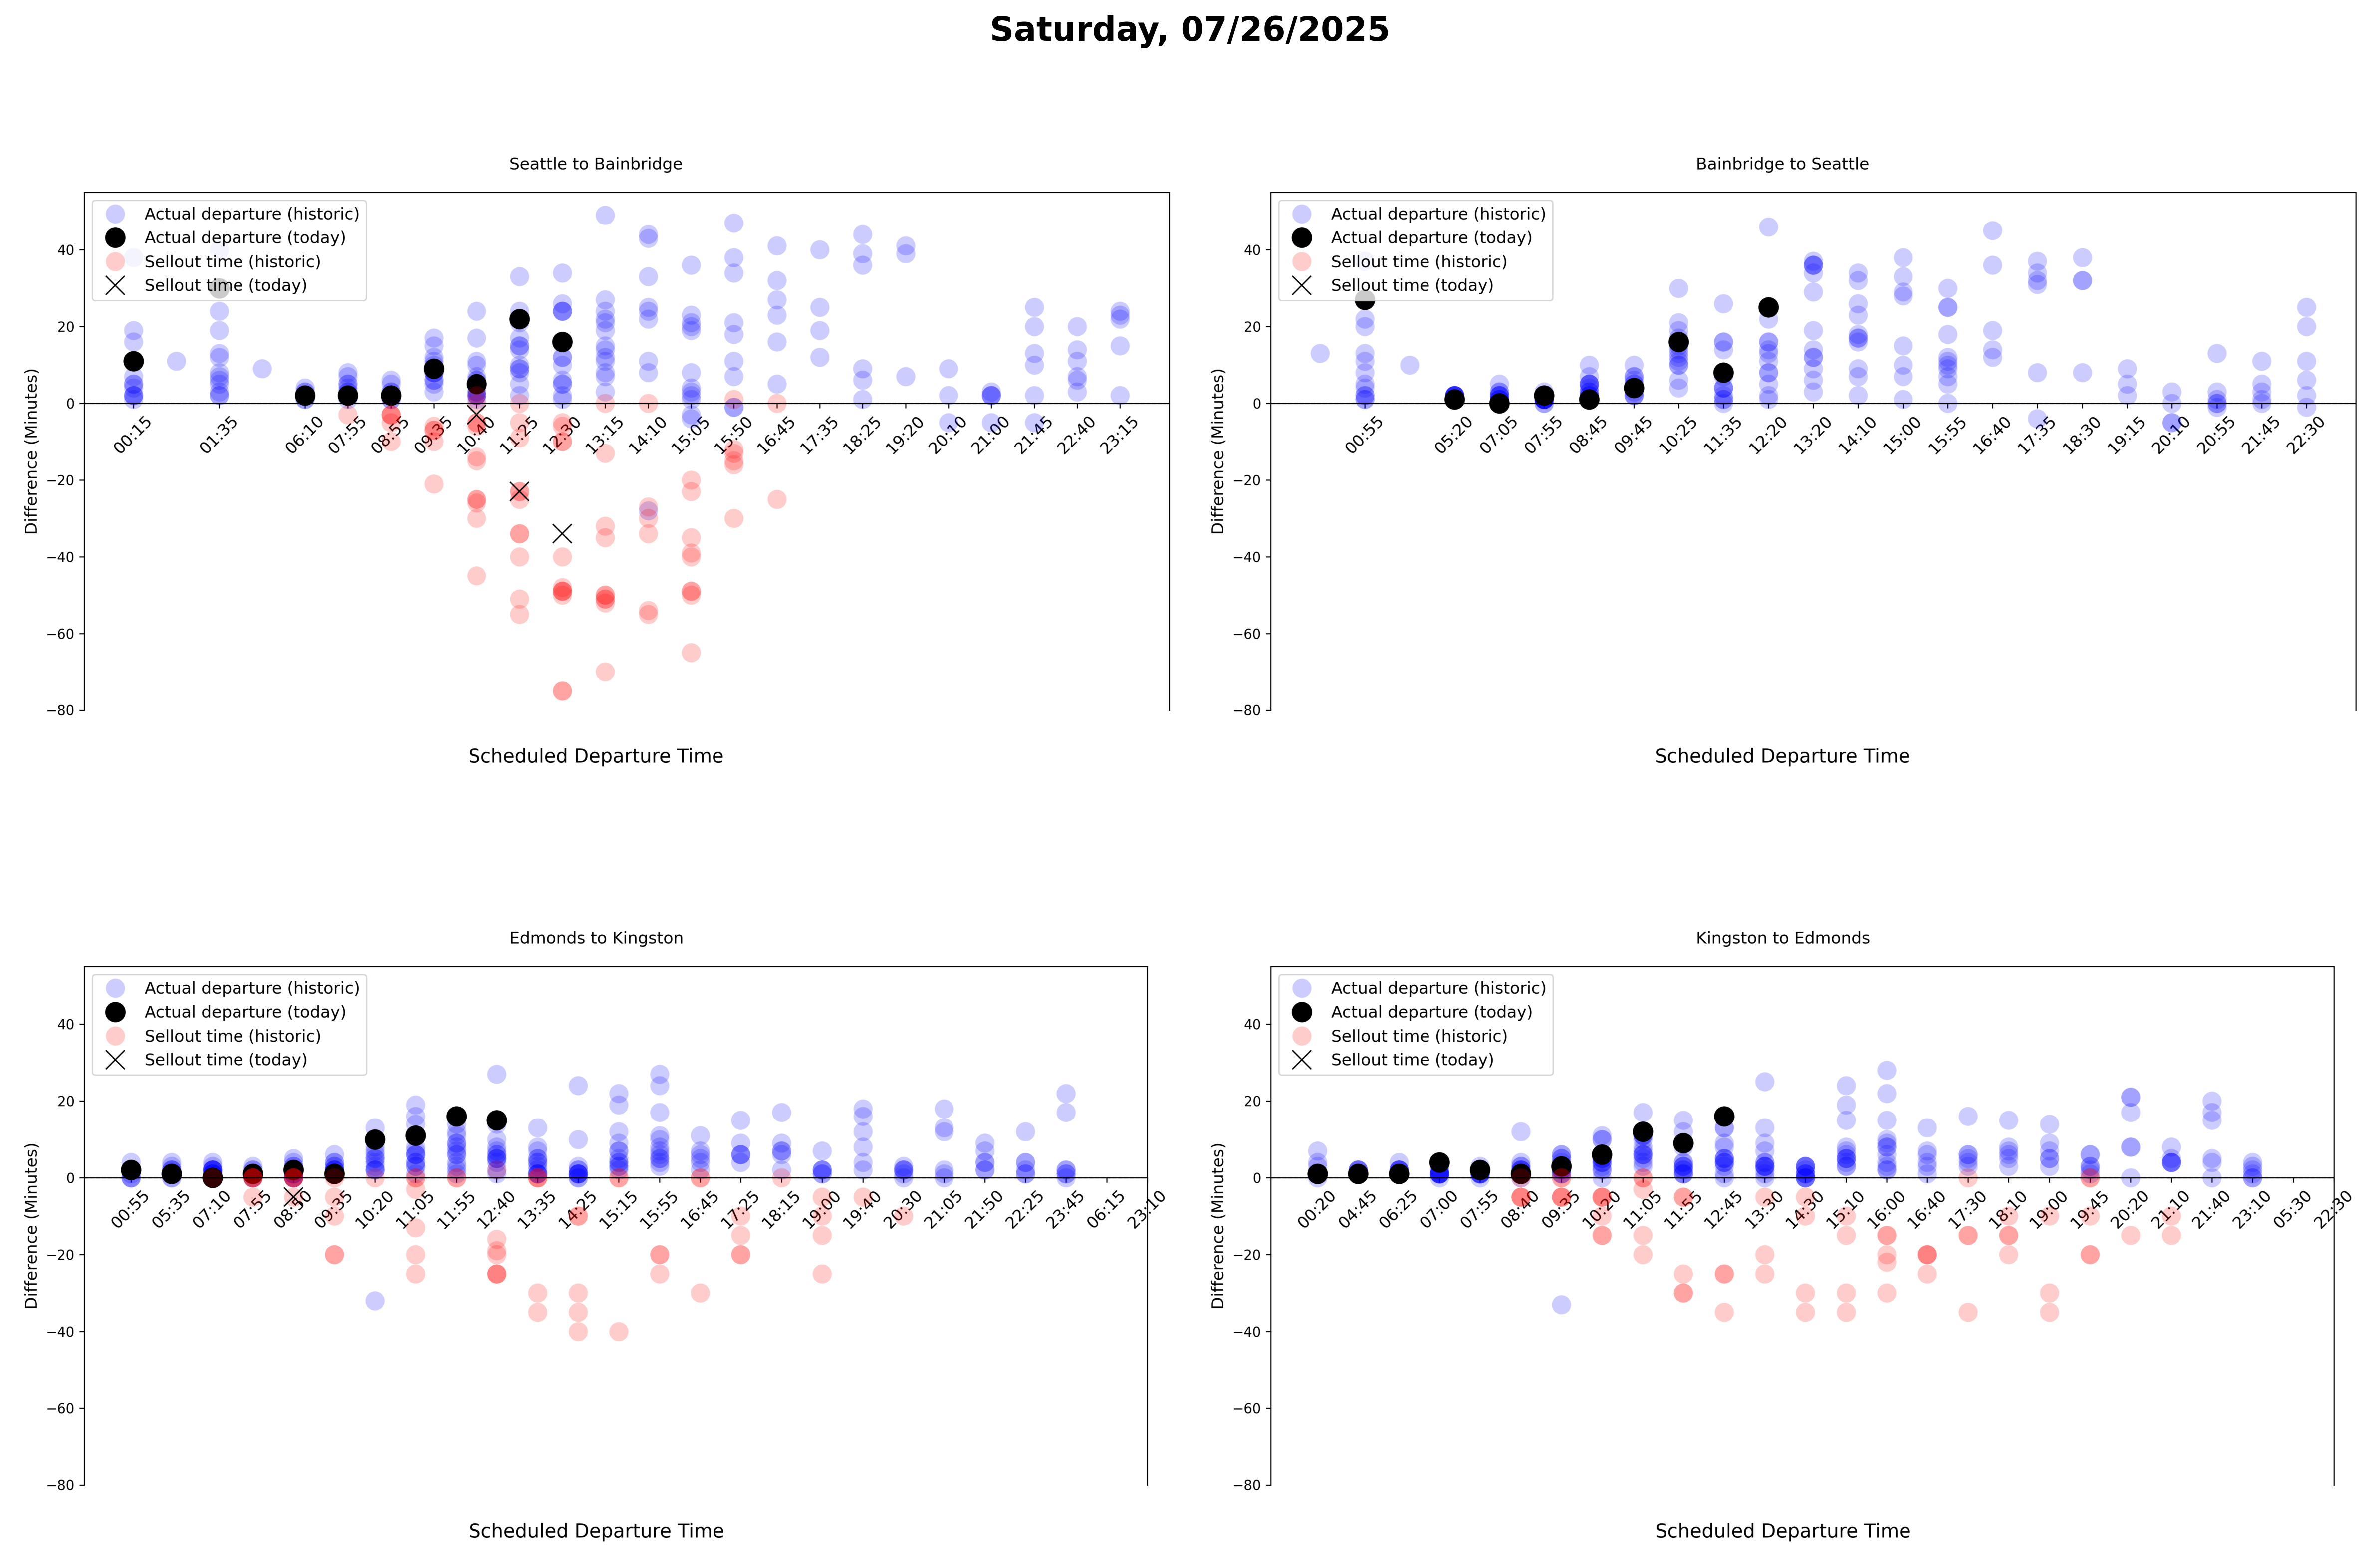 Saturday, 07/26/2025
Seattle to Bainbridge
Actual departure (historic)
Actual departure (today)
Sellout time (historic)
Sellout time (today)
Difference (Minutes)
40
20
0
−20
−40
−60
−80
00:15 01:35 06:10 07:55 08:55 09:35 10:40 11:25 12:30 13:15 14:10 15:05 15:50 16:45 17:35 18:25 19:20 20:10 21:00 21:45 22:40 23:15
Scheduled Departure Time
Bainbridge to Seattle
Actual departure (historic)
Actual departure (today)
Sellout time (historic)
Sellout time (today)
Difference (Minutes)
40
20
0
−20
−40
−60
−80
00:55 05:20 07:05 07:55 08:45 09:45 10:25 11:35 12:20 13:20 14:10 15:00 15:55 16:40 17:35 18:30 19:15 20:10 20:55 21:45 22:30
Scheduled Departure Time
Edmonds to Kingston
Actual departure (historic)
Actual departure (today)
Sellout time (historic)
Sellout time (today)
Difference (Minutes)
40
20
0
−20
−40
−60
−80
00:55 05:35 07:10 07:55 08:50 09:35 10:20 11:05 11:55 12:40 13:35 14:25 15:15 15:55 16:45 17:25 18:15 19:00 19:40 20:30 21:05 21:50 22:25 23:45 06:15 23:10
Scheduled Departure Time
Kingston to Edmonds
Actual departure (historic)
Actual departure (today)
Sellout time (historic)
Sellout time (today)
Difference (Minutes)
40
20
0
−20
−40
−60
−80
00:20 04:45 06:25 07:00 07:55 08:40 09:35 10:20 11:05 11:55 12:45 13:30 14:30 15:10 16:00 16:40 17:30 18:10 19:00 19:45 20:20 21:10 21:40 23:10 05:30 22:30
Scheduled Departure Time